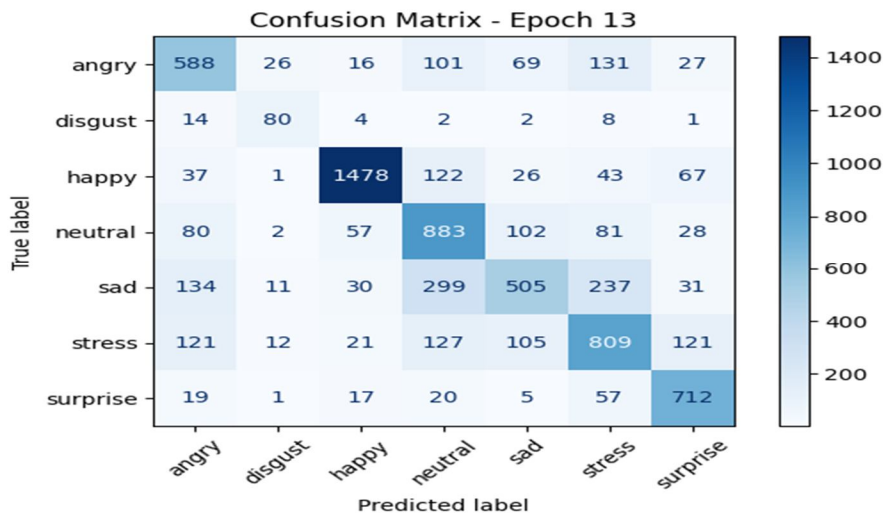 Confusion Matrix - Epoch 13
angry 588 26 16 101 69 131 27
disgust 14 80 4 2 2 8 1
happy 37 1 1478 122 26 43 67
neutral 80 2 57 883 102 81 28
sad 134 11 30 299 505 237 31
stress 121 12 21 127 105 809 121
surprise 19 1 17 20 5 57 712
angry disgust happy neutral sad stress surprise
Predicted label
True label
1400
1200
1000
800
600
400
200